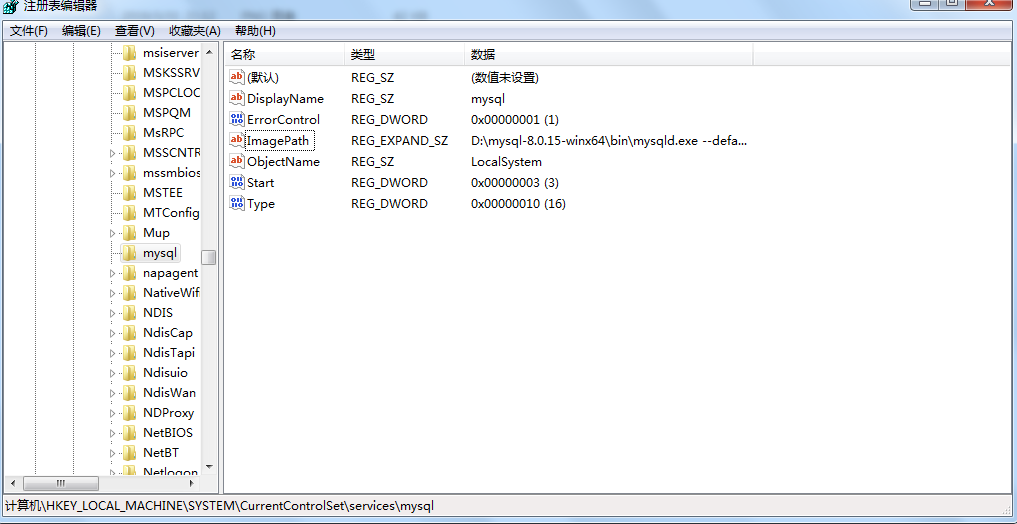 注册表编辑器
文件(F) 编辑(E) 查看(V) 收藏夹(A) 帮助(H)
msiserver
MSKSSRV
MSPCLOC
MSPQM
MsRPC
MSSCNTR
mssmbios
MSTEE
MTConfig
Mup
mysql
napagent
NativeWif
NDIS
NdisCap
NdisTapi
Ndisuio
NdisWan
NDProxy
NetBIOS
NetBT
Netlogon
名称 类型 数据
(默认) REG_SZ (数值未设置)
DisplayName REG_SZ mysql
ErrorControl REG_DWORD 0x00000001 (1)
ImagePath REG_EXPAND_SZ D:\mysql-8.0.15-winx64\bin\mysqld.exe --defa...
ObjectName REG_SZ LocalSystem
Start REG_DWORD 0x00000003 (3)
Type REG_DWORD 0x00000010 (16)
计算机\HKEY_LOCAL_MACHINE\SYSTEM\CurrentControlSet\services\mysql